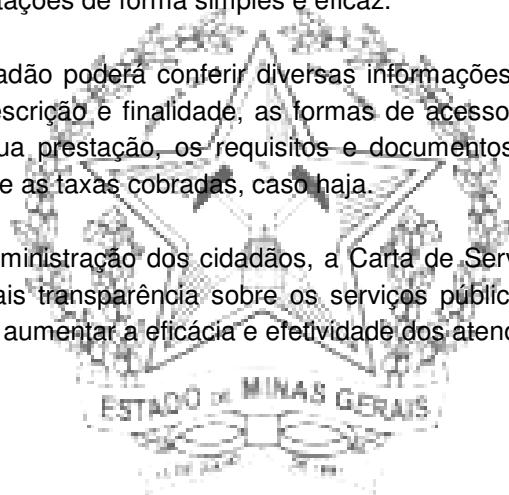 tações de forma simples e eficaz.
adão poderá conferir diversas informações
escrição e finalidade, as formas de acesso
ua prestação, os requisitos e documentos
e as taxas cobradas, caso haja.
ministração dos cidadãos, a Carta de Serv
ais transparência sobre os serviços públic
aumentar a eficácia e efetividade dos atenc
ESTADO DE MINAS GERAIS